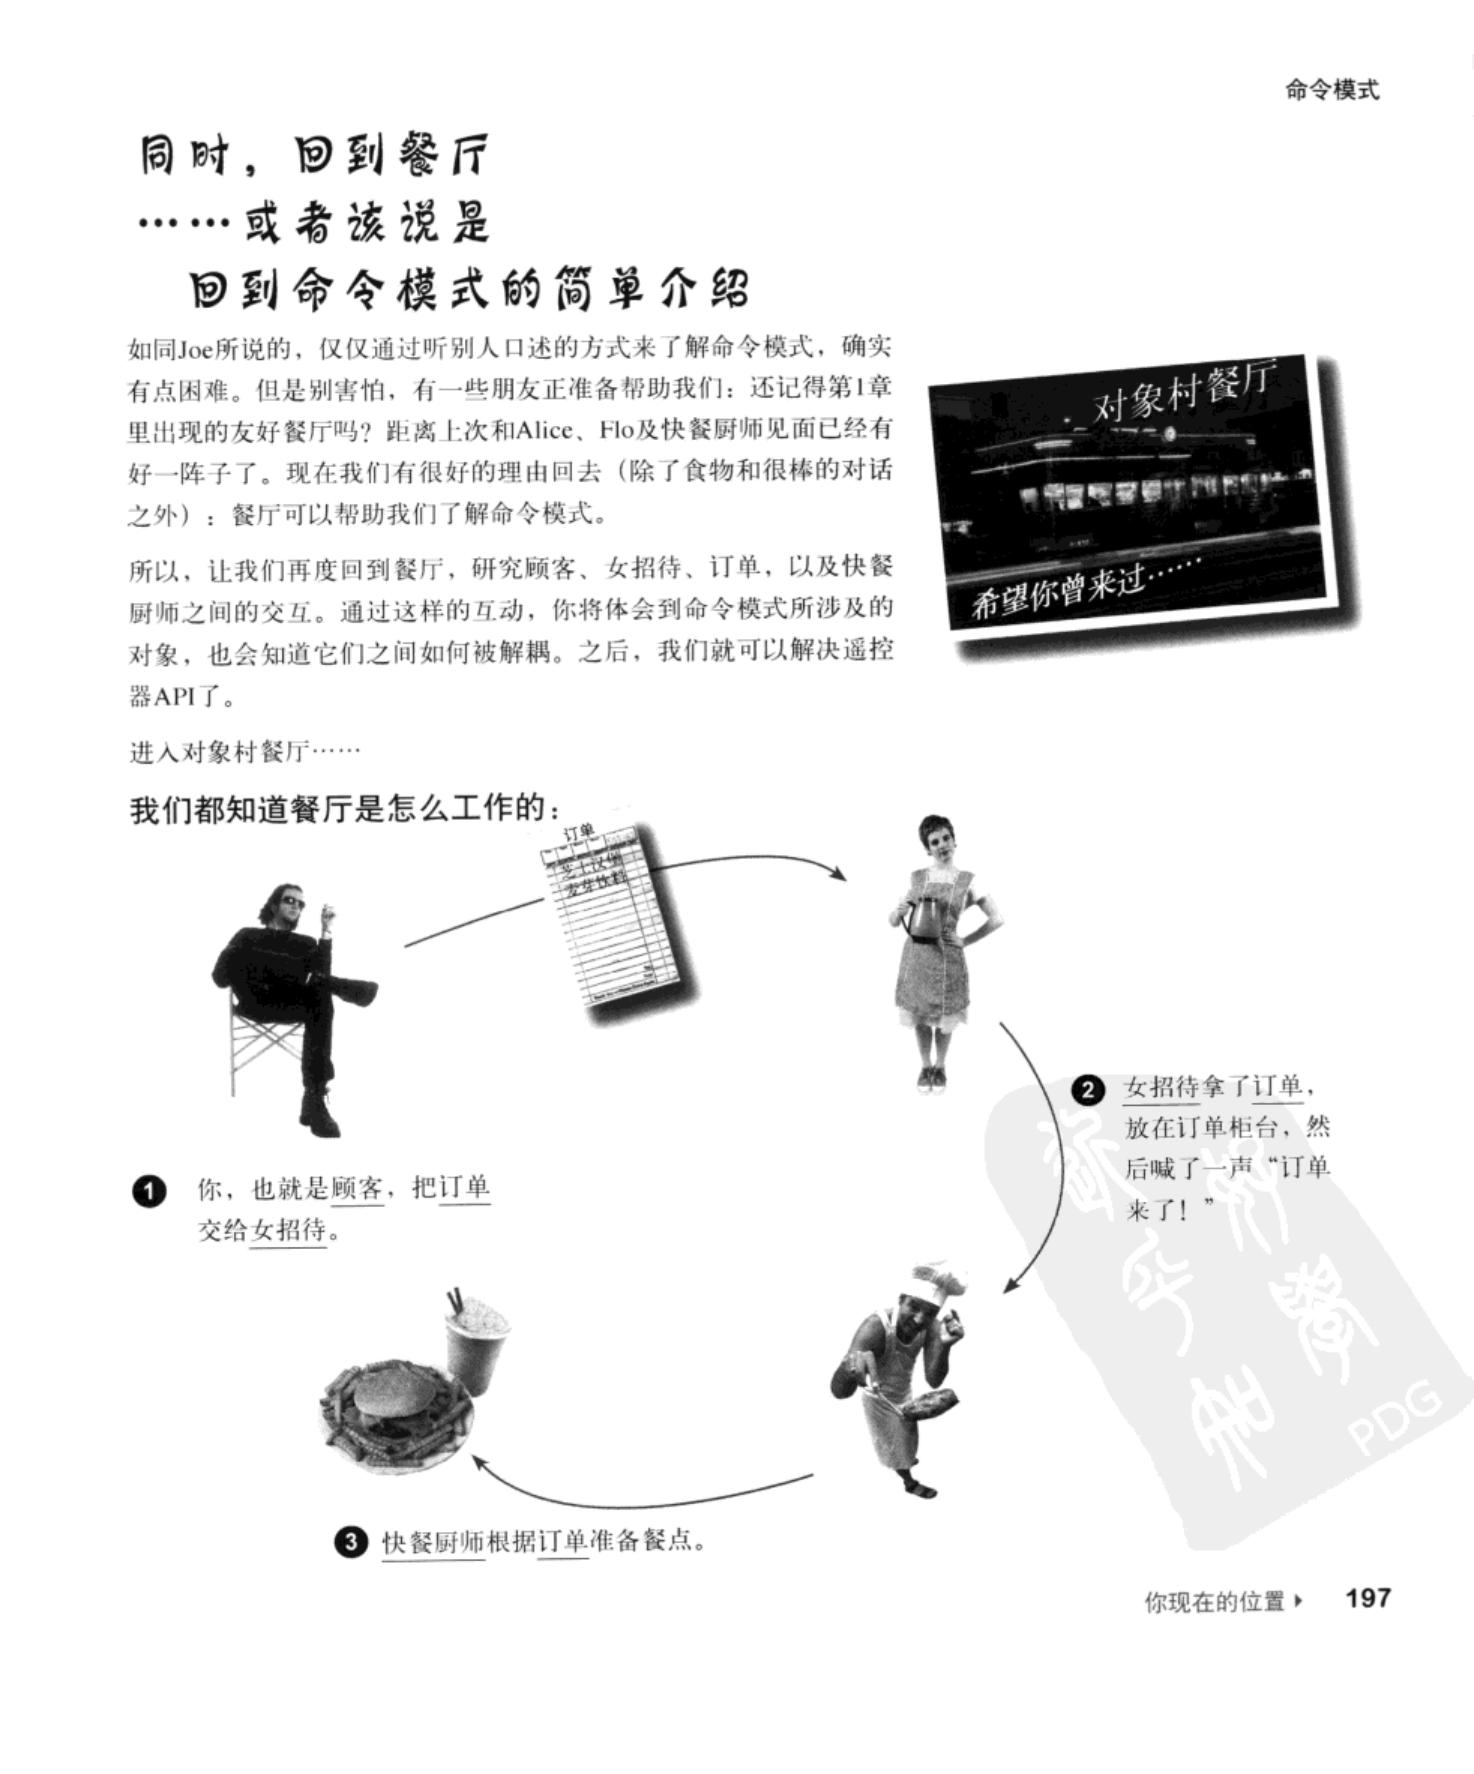 命令模式
同时，回到餐厅
……或者该说是
回到命令模式的简单介绍
如同Joe所说的，仅仅通过听别人口述的方式来了解命令模式，确实
有点困难。但是别害怕，有一些朋友正准备帮助我们：还记得第1章
里出现的友好餐厅吗？距离上次和Alice、Flo及快餐厨师见面已经有
好一阵子了。现在我们有很好的理由回去（除了食物和很棒的对话
之外）：餐厅可以帮助我们了解命令模式。
对象村餐厅
希望你曾来过……
所以，让我们再度回到餐厅，研究顾客、女招待、订单，以及快餐
厨师之间的交互。通过这样的互动，你将体会到命令模式所涉及的
对象，也会知道它们之间如何被解耦。之后，我们就可以解决遥控
器API了。
进入对象村餐厅……
我们都知道餐厅是怎么工作的：
订单
芝士汉堡
麦芽饮料
1 你，也就是顾客，把订单
交给女招待。
2 女招待拿了订单，
放在订单柜台，然
后喊了一声“订单
来了！”
3 快餐厨师根据订单准备餐点。
PDG
你现在的位置 197